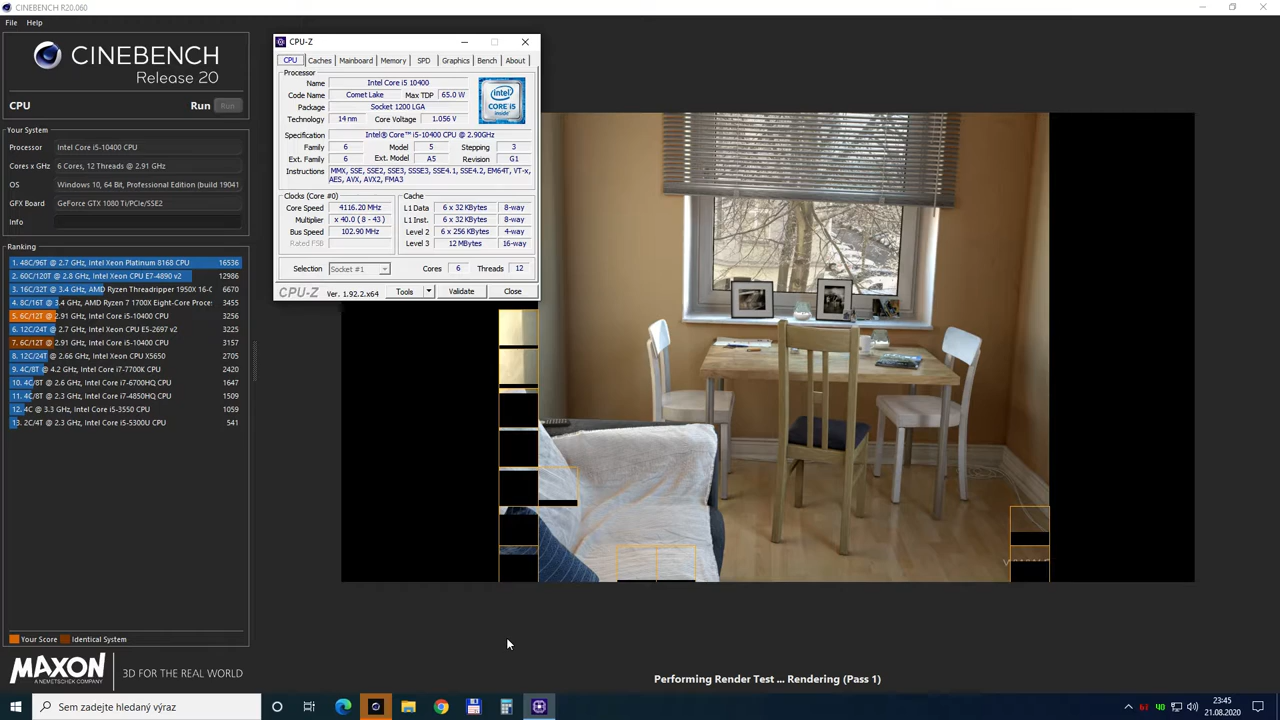 CINEBENCH R20.060
File Help
CINEBENCH
Release 20
CPU Run Run
Your System
Processor Intel Core i5-10400 CPU
Cores x GHz 6 Cores, 12 Threads @ 2.91 GHz
OS Windows 10, 64 Bit, Professional Edition (build 19041
GFX Board GeForce GTX 1080 Ti/PCIe/SSE2
Info
Ranking
1. 48C/96T @ 2.7 GHz, Intel Xeon Platinum 8168 CPU 16536
2. 60C/120T @ 2.8 GHz, Intel Xeon CPU E7-4890 v2 12986
3. 16C/32T @ 3.4 GHz, AMD Ryzen Threadripper 1950X 16-C 6670
4. 8C/16T @ 3.4 GHz, AMD Ryzen 7 1700X Eight-Core Proce: 3455
5. 6C/12T @ 2.91 GHz, Intel Core i5-10400 CPU 3256
6. 12C/24T @ 2.7 GHz, Intel Xeon CPU E5-2697 v2 3225
7. 6C/12T @ 2.91 GHz, Intel Core i5-10400 CPU 3157
8. 12C/24T @ 2.66 GHz, Intel Xeon CPU X5650 2705
9. 4C/8T @ 4.2 GHz, Intel Core i7-7700K CPU 2420
10. 4C/8T @ 2.6 GHz, Intel Core i7-6700HQ CPU 1647
11. 4C/8T @ 2.3 GHz, Intel Core i7-4850HQ CPU 1509
12. 4C @ 3.3 GHz, Intel Core i5-3550 CPU 1059
13. 2C/4T @ 2.3 GHz, Intel Core i5-5300U CPU 541
Your Score Identical System
MAXON 3D FOR THE REAL WORLD
A NEMETSCHEK COMPANY
CPU-Z
CPU Caches Mainboard Memory SPD Graphics Bench About
Processor
Name Intel Core i5 10400
Code Name Comet Lake Max TDP 65.0 W
Package Socket 1200 LGA
Technology 14 nm Core Voltage 1.056 V
intel
CORE i5
inside
Specification Intel® Core™ i5-10400 CPU @ 2.90GHz
Family 6 Model 5 Stepping 3
Ext. Family 6 Ext. Model A5 Revision G1
Instructions MMX, SSE, SSE2, SSE3, SSSE3, SSE4.1, SSE4.2, EM64T, VT-x,
AES, AVX, AVX2, FMA3
Clocks (Core #0)
Core Speed 4116.20 MHz
Multiplier x 40.0 ( 8 - 43 )
Bus Speed 102.90 MHz
Rated FSB
Cache
L1 Data 6 x 32 KBytes 8-way
L1 Inst. 6 x 32 KBytes 8-way
Level 2 6 x 256 KBytes 4-way
Level 3 12 MBytes 16-way
Selection Socket #1 Cores 6 Threads 12
CPU-Z Ver. 1.92.2.x64 Tools Validate Close
Performing Render Test ... Rendering (Pass 1)
Sem zadejte hledaný výraz
23:45
21.08.2020